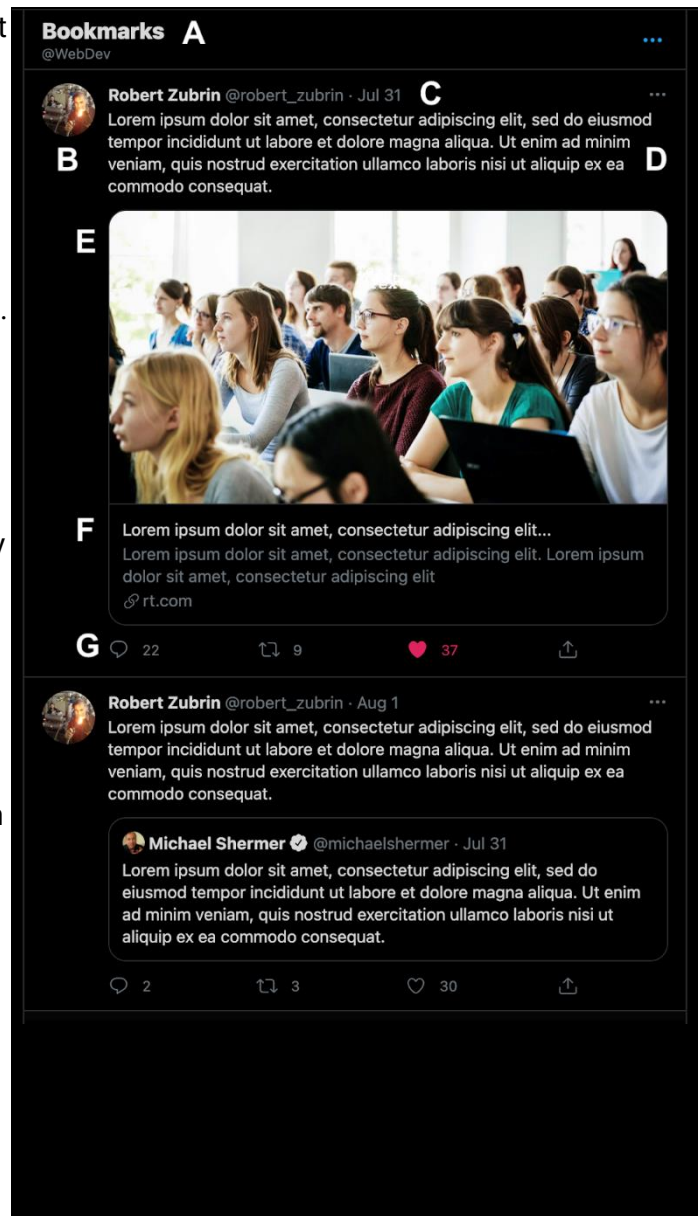 Bookmarks A
@WebDev
Robert Zubrin @robert_zubrin · Jul 31 C
Lorem ipsum dolor sit amet, consectetur adipiscing elit, sed do eiusmod
tempor incididunt ut labore et dolore magna aliqua. Ut enim ad minim
B veniam, quis nostrud exercitation ullamco laboris nisi ut aliquip ex ea D
commodo consequat.
E
F Lorem ipsum dolor sit amet, consectetur adipiscing elit...
Lorem ipsum dolor sit amet, consectetur adipiscing elit. Lorem ipsum
dolor sit amet, consectetur adipiscing elit
rt.com
G 22 9 37
Robert Zubrin @robert_zubrin · Aug 1
Lorem ipsum dolor sit amet, consectetur adipiscing elit, sed do eiusmod
tempor incididunt ut labore et dolore magna aliqua. Ut enim ad minim
veniam, quis nostrud exercitation ullamco laboris nisi ut aliquip ex ea
commodo consequat.
Michael Shermer @michaelshermer · Jul 31
Lorem ipsum dolor sit amet, consectetur adipiscing elit, sed do
eiusmod tempor incididunt ut labore et dolore magna aliqua. Ut enim
ad minim veniam, quis nostrud exercitation ullamco laboris nisi ut
aliquip ex ea commodo consequat.
2 3 30